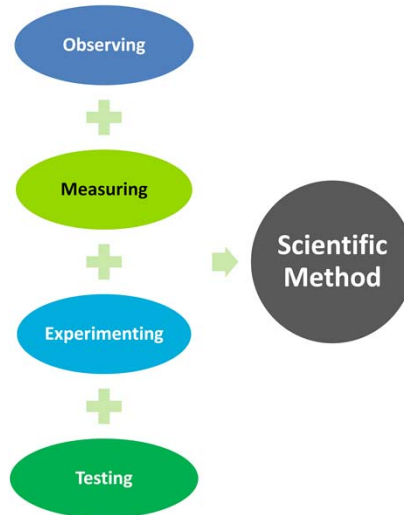 Observing
Measuring
Experimenting
Testing
Scientific
Method